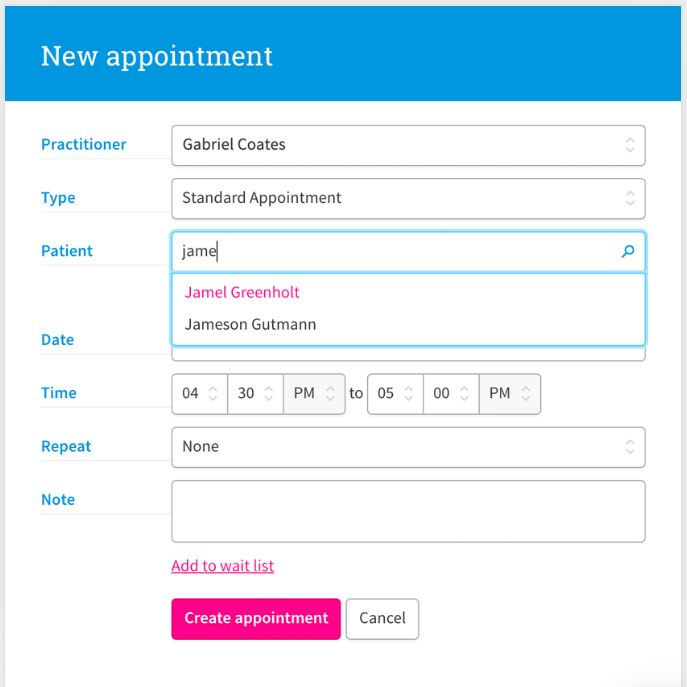 New appointment
Practitioner Gabriel Coates
Type Standard Appointment
Patient jame
Jamel Greenholt
Jameson Gutmann
Date
Time 04 30 PM to 05 00 PM
Repeat None
Note
Add to wait list
Create appointment Cancel